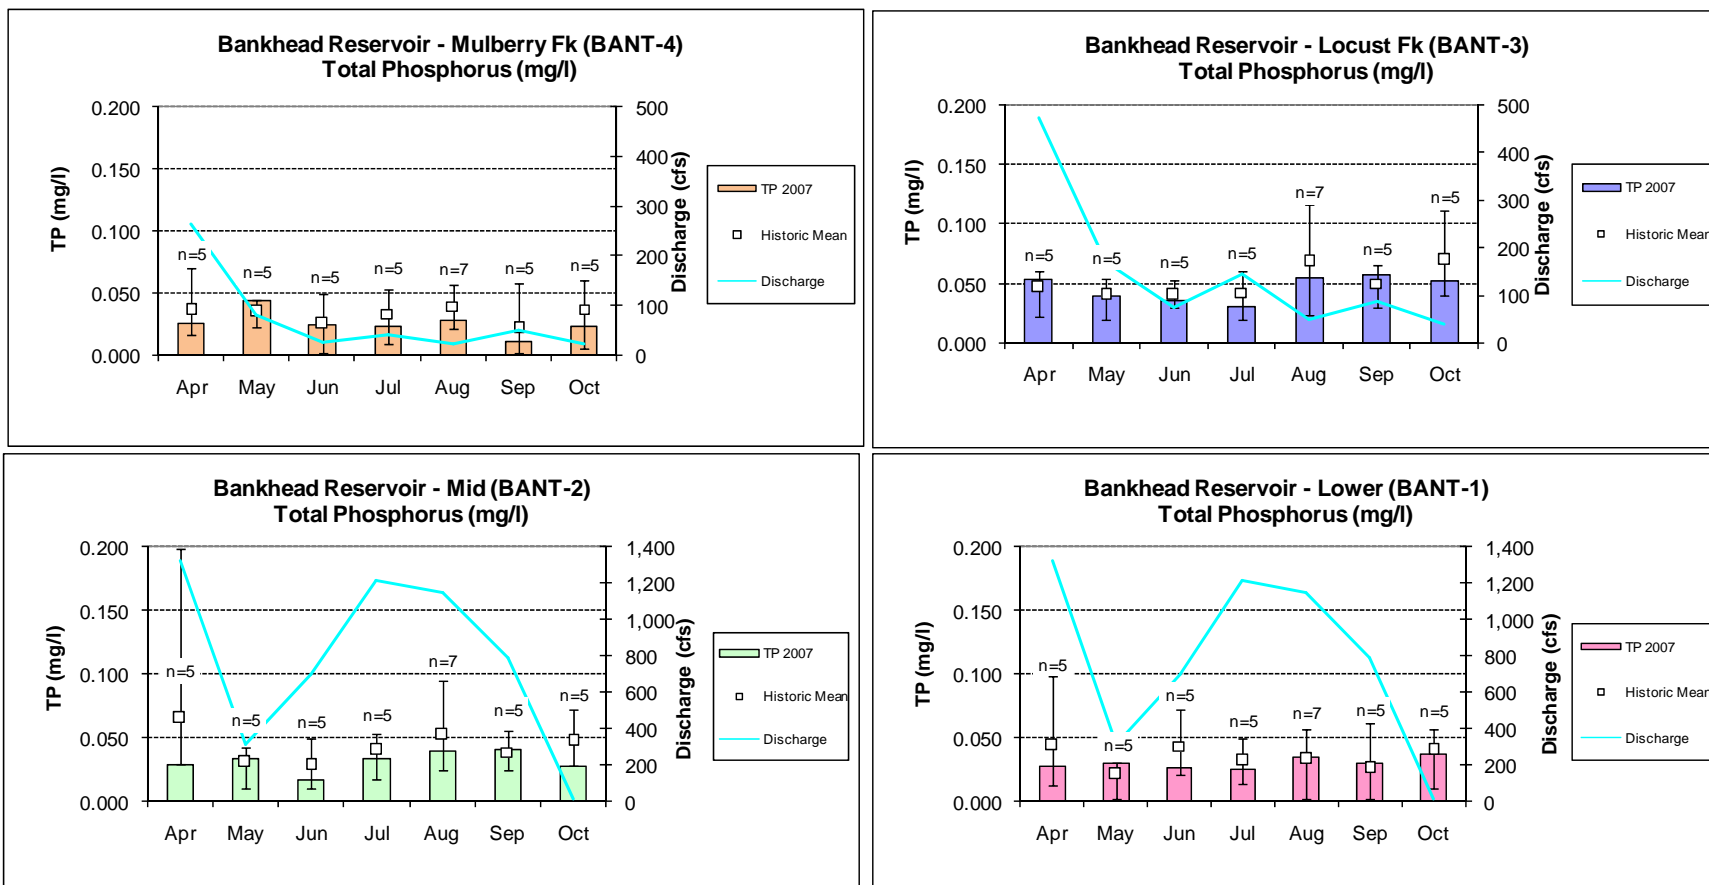 Bankhead Reservoir - Mulberry Fk (BANT-4)
Total Phosphorus (mg/l)
TP (mg/l)
0.200
0.150
0.100
0.050
0.000
n=5
n=5
n=5
n=5
n=7
n=5
n=5
Apr May Jun Jul Aug Sep Oct
500
400
300
200
100
0
Discharge (cfs)
TP 2007
Historic Mean
Discharge
Bankhead Reservoir - Locust Fk (BANT-3)
Total Phosphorus (mg/l)
TP (mg/l)
0.200
0.150
0.100
0.050
0.000
n=5
n=5
n=5
n=5
n=7
n=5
n=5
Apr May Jun Jul Aug Sep Oct
500
400
300
200
100
0
Discharge (cfs)
TP 2007
Historic Mean
Discharge
Bankhead Reservoir - Mid (BANT-2)
Total Phosphorus (mg/l)
TP (mg/l)
0.200
0.150
0.100
0.050
0.000
n=5
n=5
n=5
n=5
n=7
n=5
n=5
Apr May Jun Jul Aug Sep Oct
1,400
1,200
1,000
800
600
400
200
0
Discharge (cfs)
TP 2007
Historic Mean
Discharge
Bankhead Reservoir - Lower (BANT-1)
Total Phosphorus (mg/l)
TP (mg/l)
0.200
0.150
0.100
0.050
0.000
n=5
n=5
n=5
n=5
n=7
n=5
n=5
Apr May Jun Jul Aug Sep Oct
1,400
1,200
1,000
800
600
400
200
0
Discharge (cfs)
TP 2007
Historic Mean
Discharge